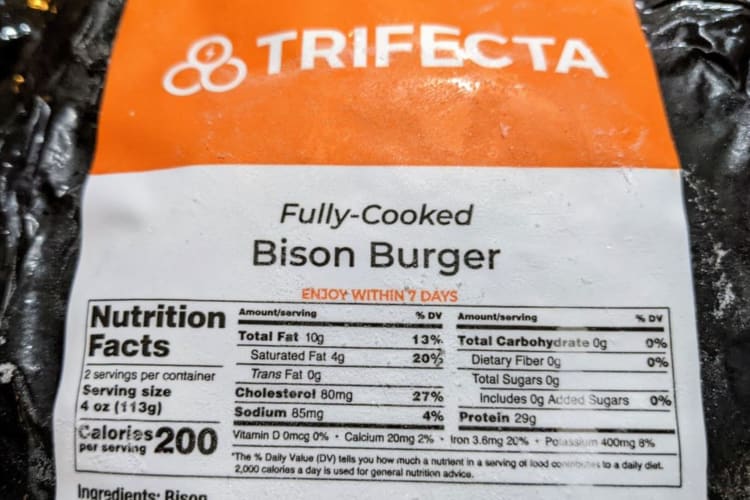 TRIFECTA
Fully-Cooked
Bison Burger
ENJOY WITHIN 7 DAYS
Nutrition
Facts
2 servings per container
Serving size
4 oz (113g)
Calories 200
per serving
Amount/serving % DV
Total Fat 10g 13%
Saturated Fat 4g 20%
Trans Fat 0g
Cholesterol 80mg 27%
Sodium 85mg 4%
Amount/serving % DV
Total Carbohydrate 0g 0%
Dietary Fiber 0g 0%
Total Sugars 0g
Includes 0g Added Sugars 0%
Protein 29g
Vitamin D 0mcg 0% • Calcium 20mg 2% • Iron 3.6mg 20% • Potassium 400mg 8%
*The % Daily Value (DV) tells you how much a nutrient in a serving of food contributes to a daily diet.
2,000 calories a day is used for general nutrition advice.
Ingredients: Bison